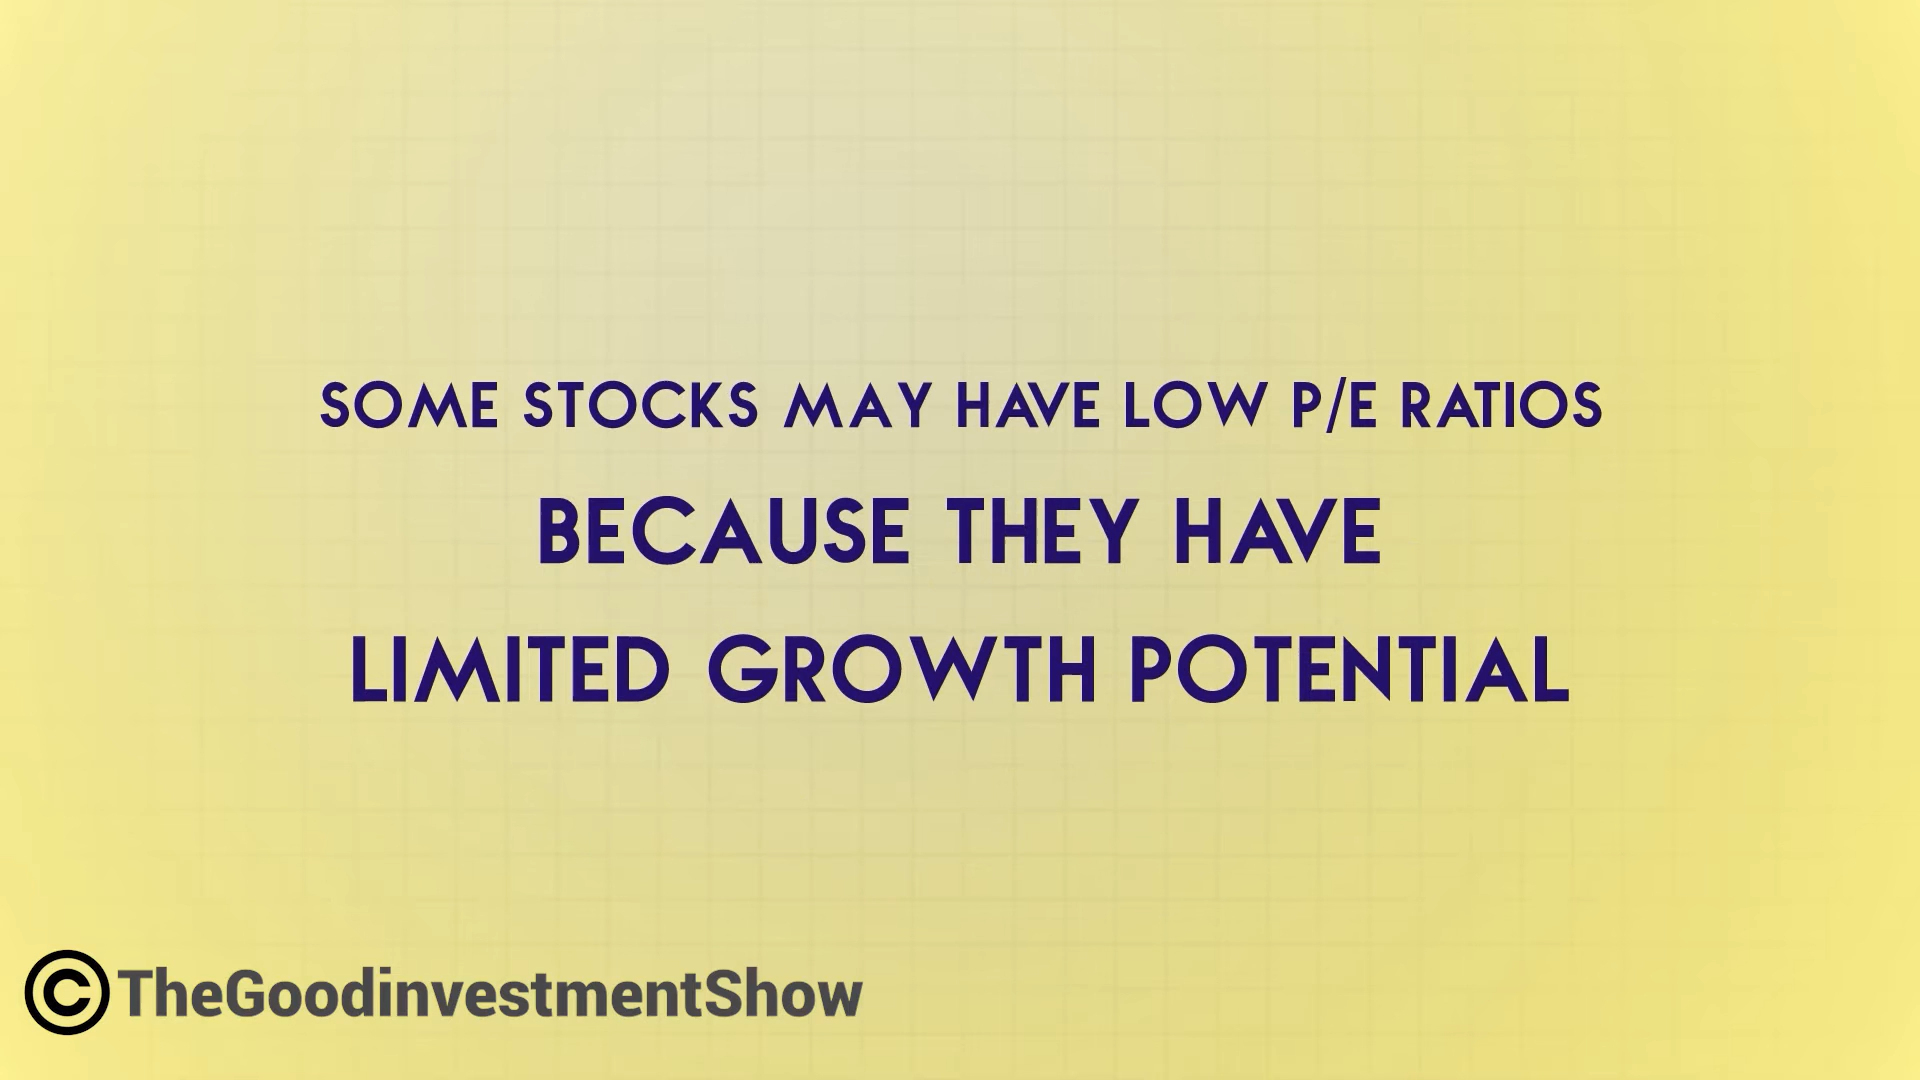 SOME STOCKS MAY HAVE LOW P/E RATIOS
BECAUSE THEY HAVE
LIMITED GROWTH POTENTIAL
©TheGoodinvestmentShow